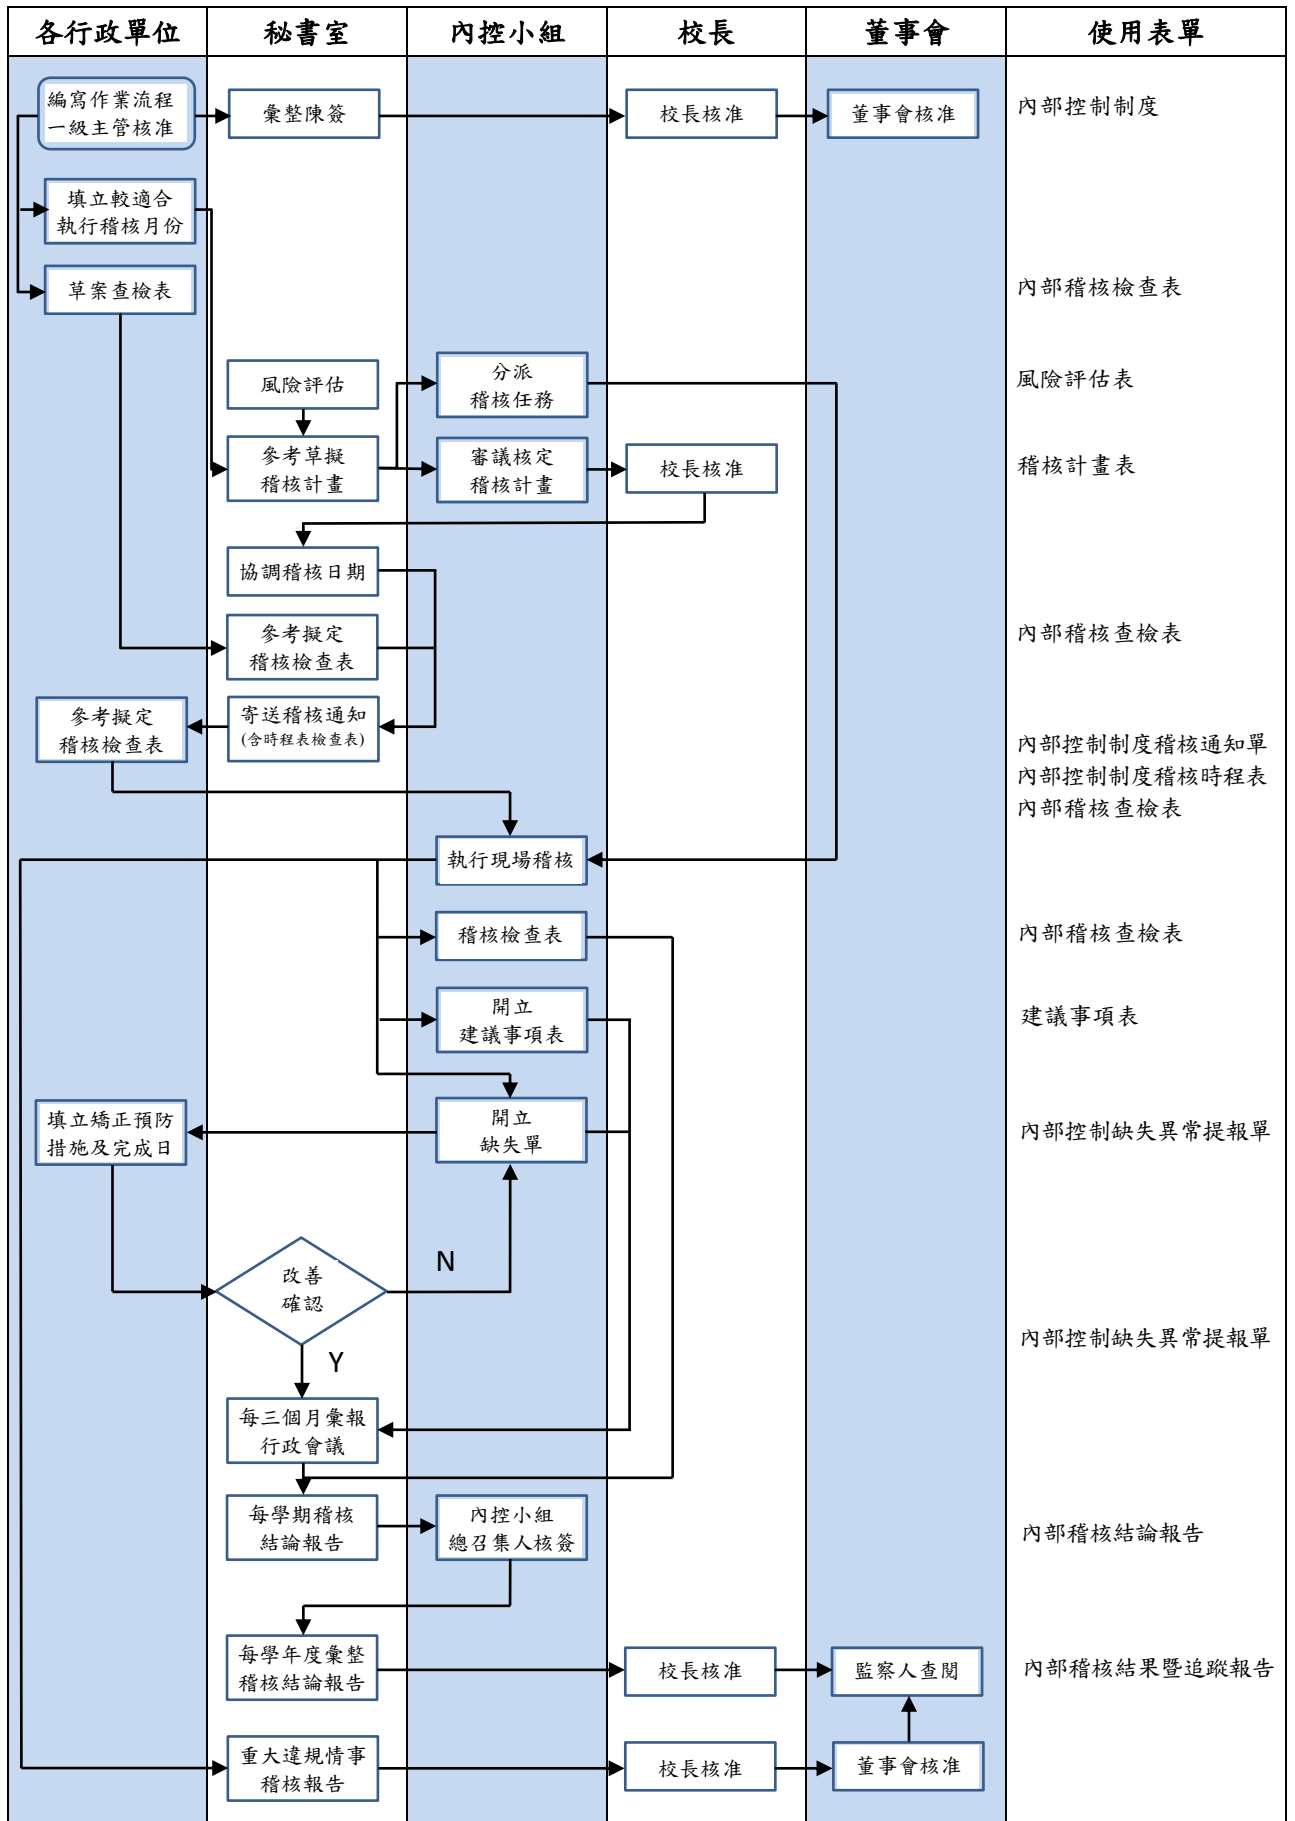 各行政單位
秘書室
內控小組
校長
董事會
使用表單
編寫作業流程
一級主管核准
彙整陳簽
校長核准
董事會核准
內部控制制度
填立較適合
執行稽核月份
草案查檢表
內部稽核檢查表
風險評估
分派
稽核任務
風險評估表
參考草擬
稽核計畫
審議核定
稽核計畫
校長核准
稽核計畫表
協調稽核日期
參考擬定
稽核檢查表
內部稽核查檢表
參考擬定
稽核檢查表
寄送稽核通知
(含時程表檢查表)
內部控制制度稽核通知單
內部控制制度稽核時程表
內部稽核查檢表
執行現場稽核
稽核檢查表
內部稽核查檢表
開立
建議事項表
建議事項表
填立矯正預防
措施及完成日
開立
缺失單
內部控制缺失異常提報單
改善
確認
N
Y
內部控制缺失異常提報單
每三個月彙報
行政會議
每學期稽核
結論報告
內控小組
總召集人核簽
內部稽核結論報告
每學年度彙整
稽核結論報告
校長核准
監察人查閱
內部稽核結果暨追蹤報告
重大違規情事
稽核報告
校長核准
董事會核准